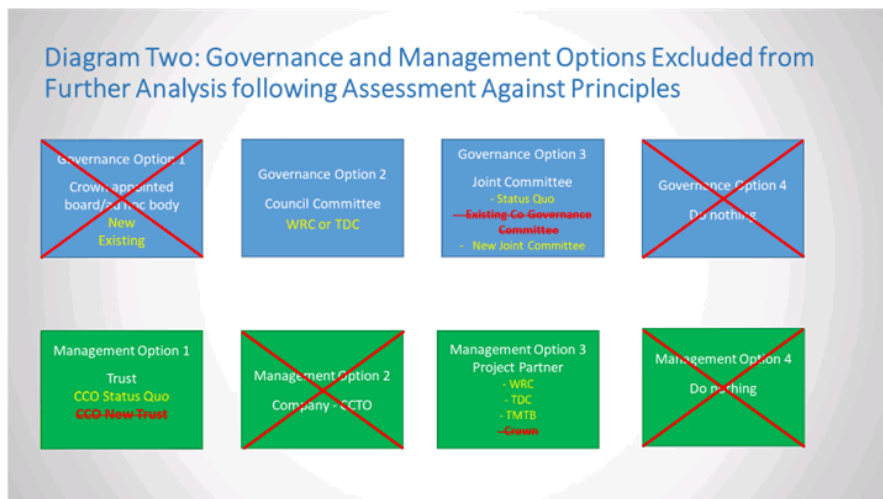 Diagram Two: Governance and Management Options Excluded from
Further Analysis following Assessment Against Principles
Governance Option 1
Crown appointed
board/ad hoc body
New
Existing
Governance Option 2
Council Committee
WRC or TDC
Governance Option 3
Joint Committee
- Status Quo
- Existing Co Governance
Committee
- New Joint Committee
Governance Option 4
Do nothing
Management Option 1
Trust
CCO Status Quo
CCO New Trust
Management Option 2
Company - CCTO
Management Option 3
Project Partner
- WRC
- TDC
- TMTB
- Crown
Management Option 4
Do nothing